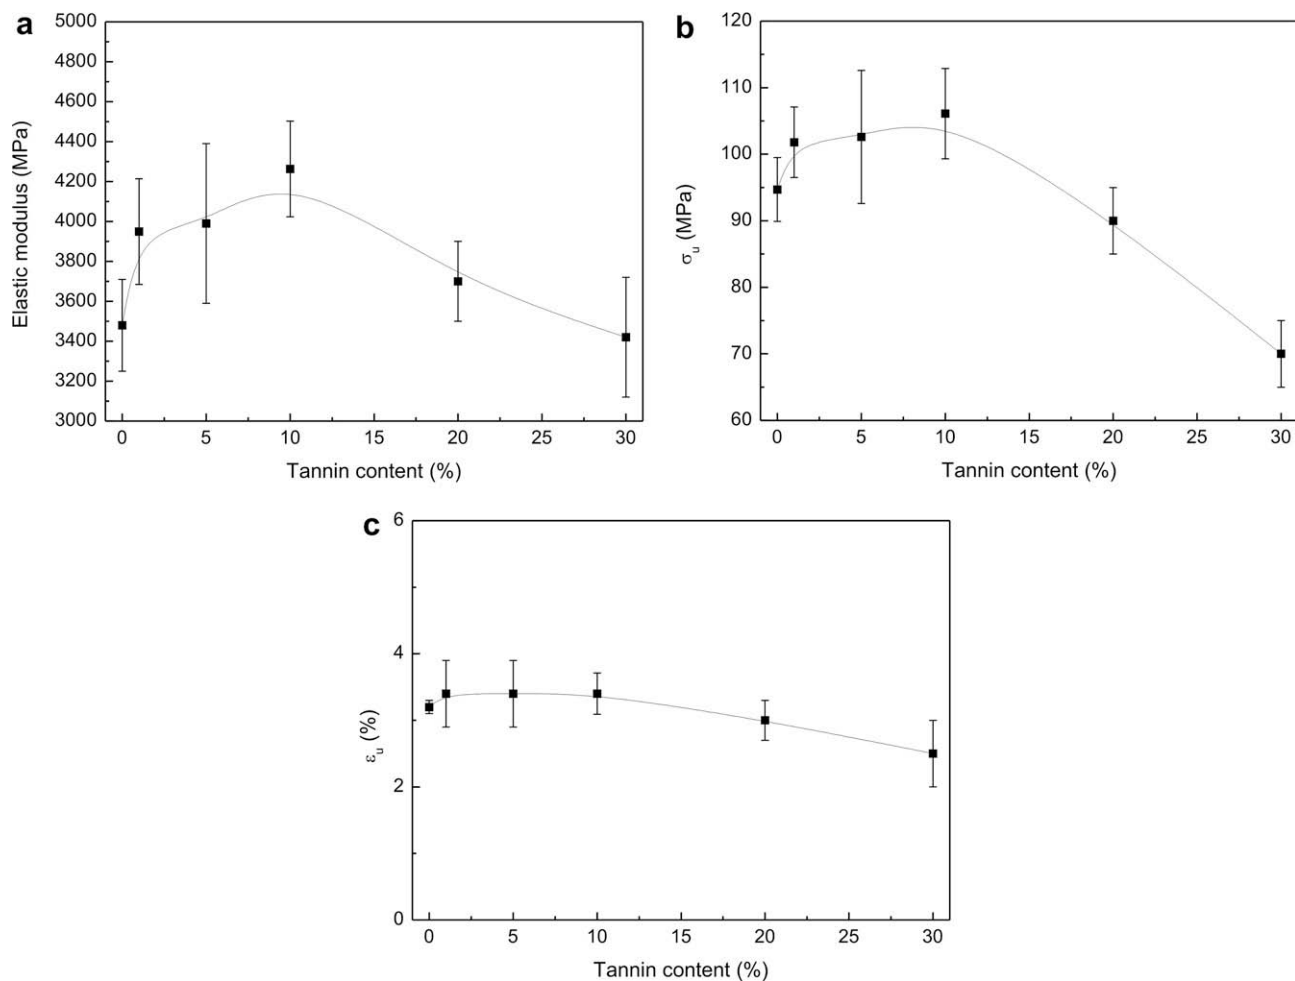 a
5000
4800
4600
4400
4200
4000
3800
3600
3400
3200
3000
Elastic modulus (MPa)
0 5 10 15 20 25 30
Tannin content (%)
b
120
110
100
90
80
70
60
σu (MPa)
0 5 10 15 20 25 30
Tannin content (%)
c
6
4
2
0
εu (%)
0 5 10 15 20 25 30
Tannin content (%)